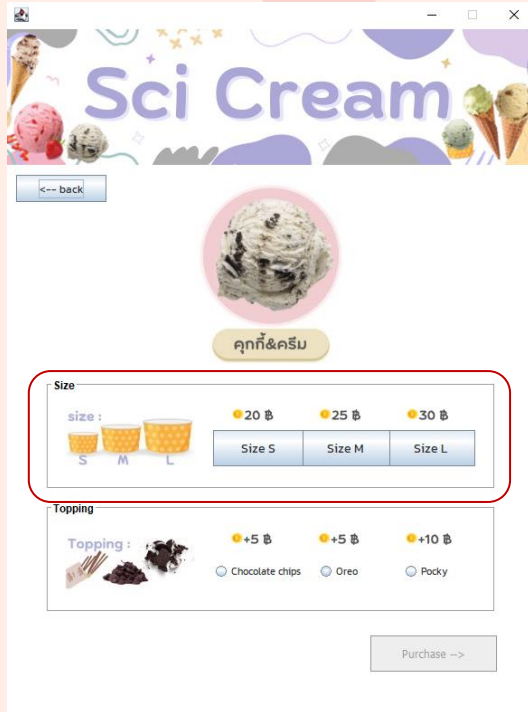 Sci Cream
<-- back
คุกกี้&ครีม
Size
size :
20 ฿ 25 ฿ 30 ฿
S M L
Size S Size M Size L
Topping
Topping :
+5 ฿ +5 ฿ +10 ฿
Chocolate chips Oreo Pocky
Purchase -->